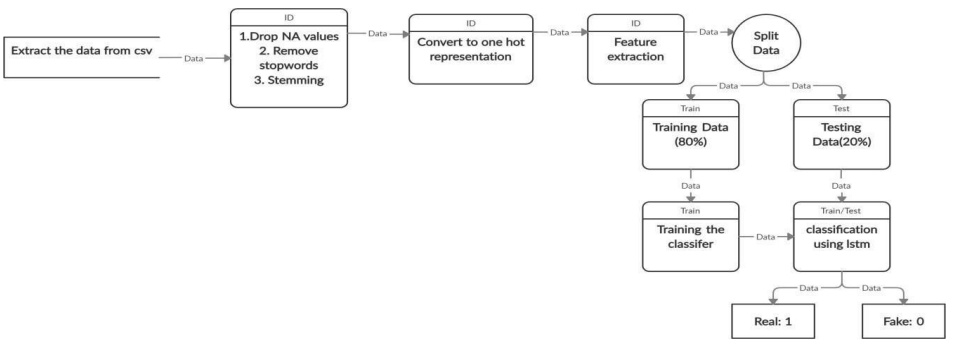 Extract the data from csv
Data
ID
1.Drop NA values
2. Remove
stopwords
3. Stemming
Data
ID
Convert to one hot
representation
Data
ID
Feature
extraction
Data
Split
Data
Data
Data
Train
Training Data
(80%)
Test
Testing
Data(20%)
Data
Data
Train
Training the
classifer
Data
Train/Test
classification
using lstm
Data
Data
Real: 1
Fake: 0